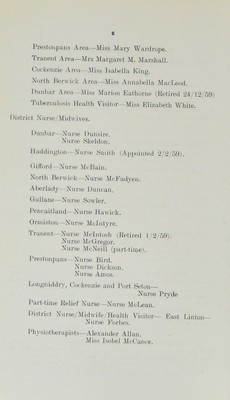 8
Prestonpans Area—Miss Mary Wardrope.
Tranent Area—Mrs Margaret M. Marshall.
Cockenzie Area—Miss Isabella King.
North Berwick Area—Miss Annabella MacLeod.
Dunbar Area—Miss Marion Eathorne (Retired 24/12/59)
Tuberculosis Health Visitor—Miss Elizabeth White.
District Nurse/Midwives.
Dunbar—Nurse Dunsire.
Nurse Skeldon.
Haddington—Nurse Smith (Appointed 2/2/59).
Gifford—Nurse McBain.
North Berwick—Nurse McFadyen.
Aberlady—Nurse Duncan.
Gullane—Nurse Sowler.
Pencaitland—Nurse Hawick.
Ormiston—Nurse McIntyre.
Tranent—Nurse McIntosh (Retired 1/2/59).
Nurse McGregor.
Nurse McNeill (part-time).
Prestonpans—Nurse Bird.
Nurse Dickson.
Nurse Amos.
Longniddry, Cockenzie and Port Seton—
Nurse Pryde
Part-time Relief Nurse—Nurse McLean.
District Nurse/Midwife/Health Visitor— East Linton—
Nurse Forbes.
Physiotherapists—Alexander Allan.
Miss Isobel McCance.